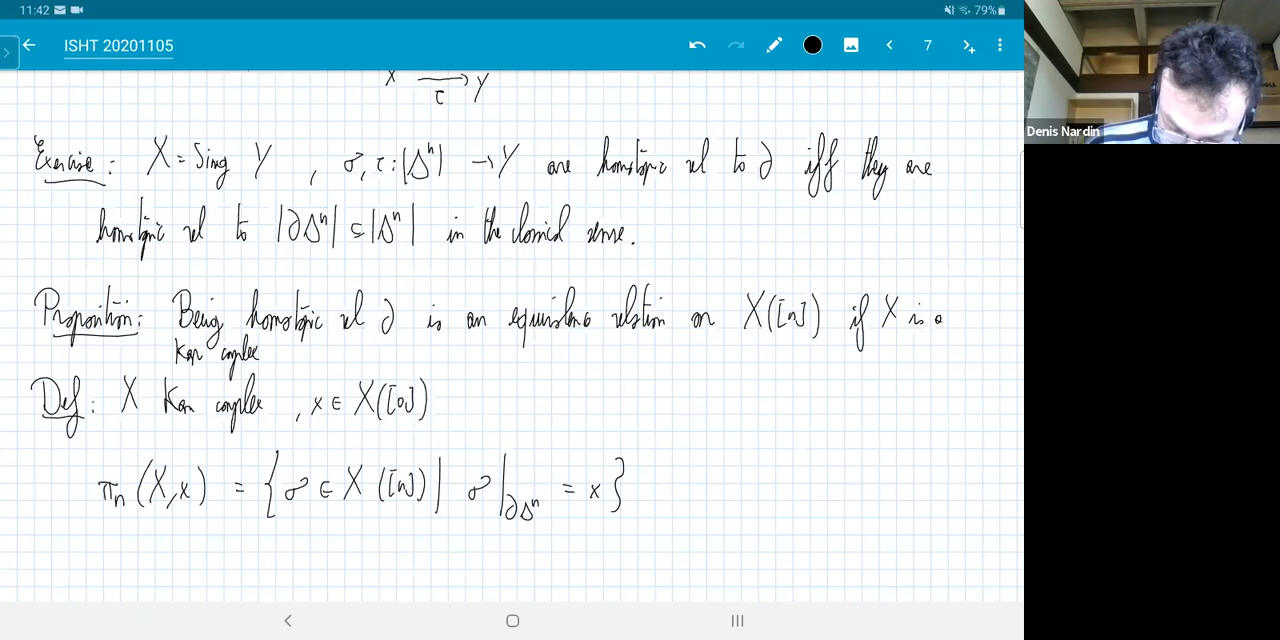 11:42
79%
ISHT 20201105
7
X → Y
τ
Exercise: X = Sing Y, σ, τ: |Δⁿ| → Y are homotopic rel to ∂ iff they are
homotopic rel to |∂Δⁿ| ⊆ |Δⁿ| in the classical sense.
Proposition: Being homotopic rel ∂ is an equivalence relation on X([n]) if X is a
Kan complex
Def: X Kan complex, x ∈ X([0])
πₙ(X,x) = {σ ∈ X([n]) | σ|∂Δⁿ = x}
Denis Nardin